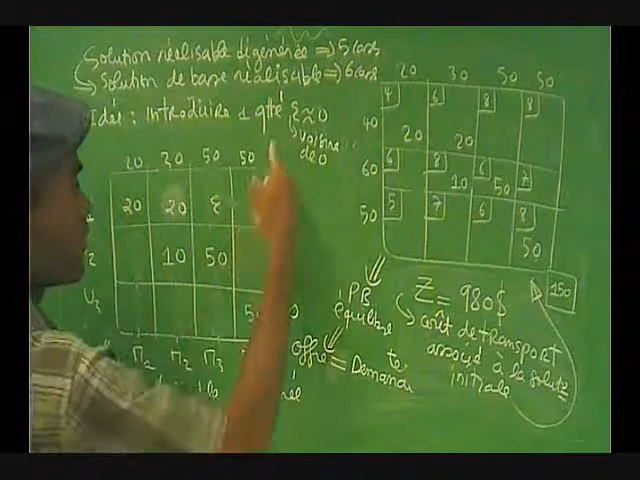 Solution réalisable dégénérée => 5 cases
Solution de base réalisable => 6 cases
Idée : introduire 1 qtté ξ ≈ 0
voisine
de 0
20 30 50 50
20 20 ξ
2 10 50
U3
M2 M3
20 30 50 50
40 4 6 8 8
20 20
60 6 8 6 7
10 50
50 5 7 6 8
50
150
PB
équilibré
offre = Demande
Z = 980$
coût de transport
associé à la solution
initiale